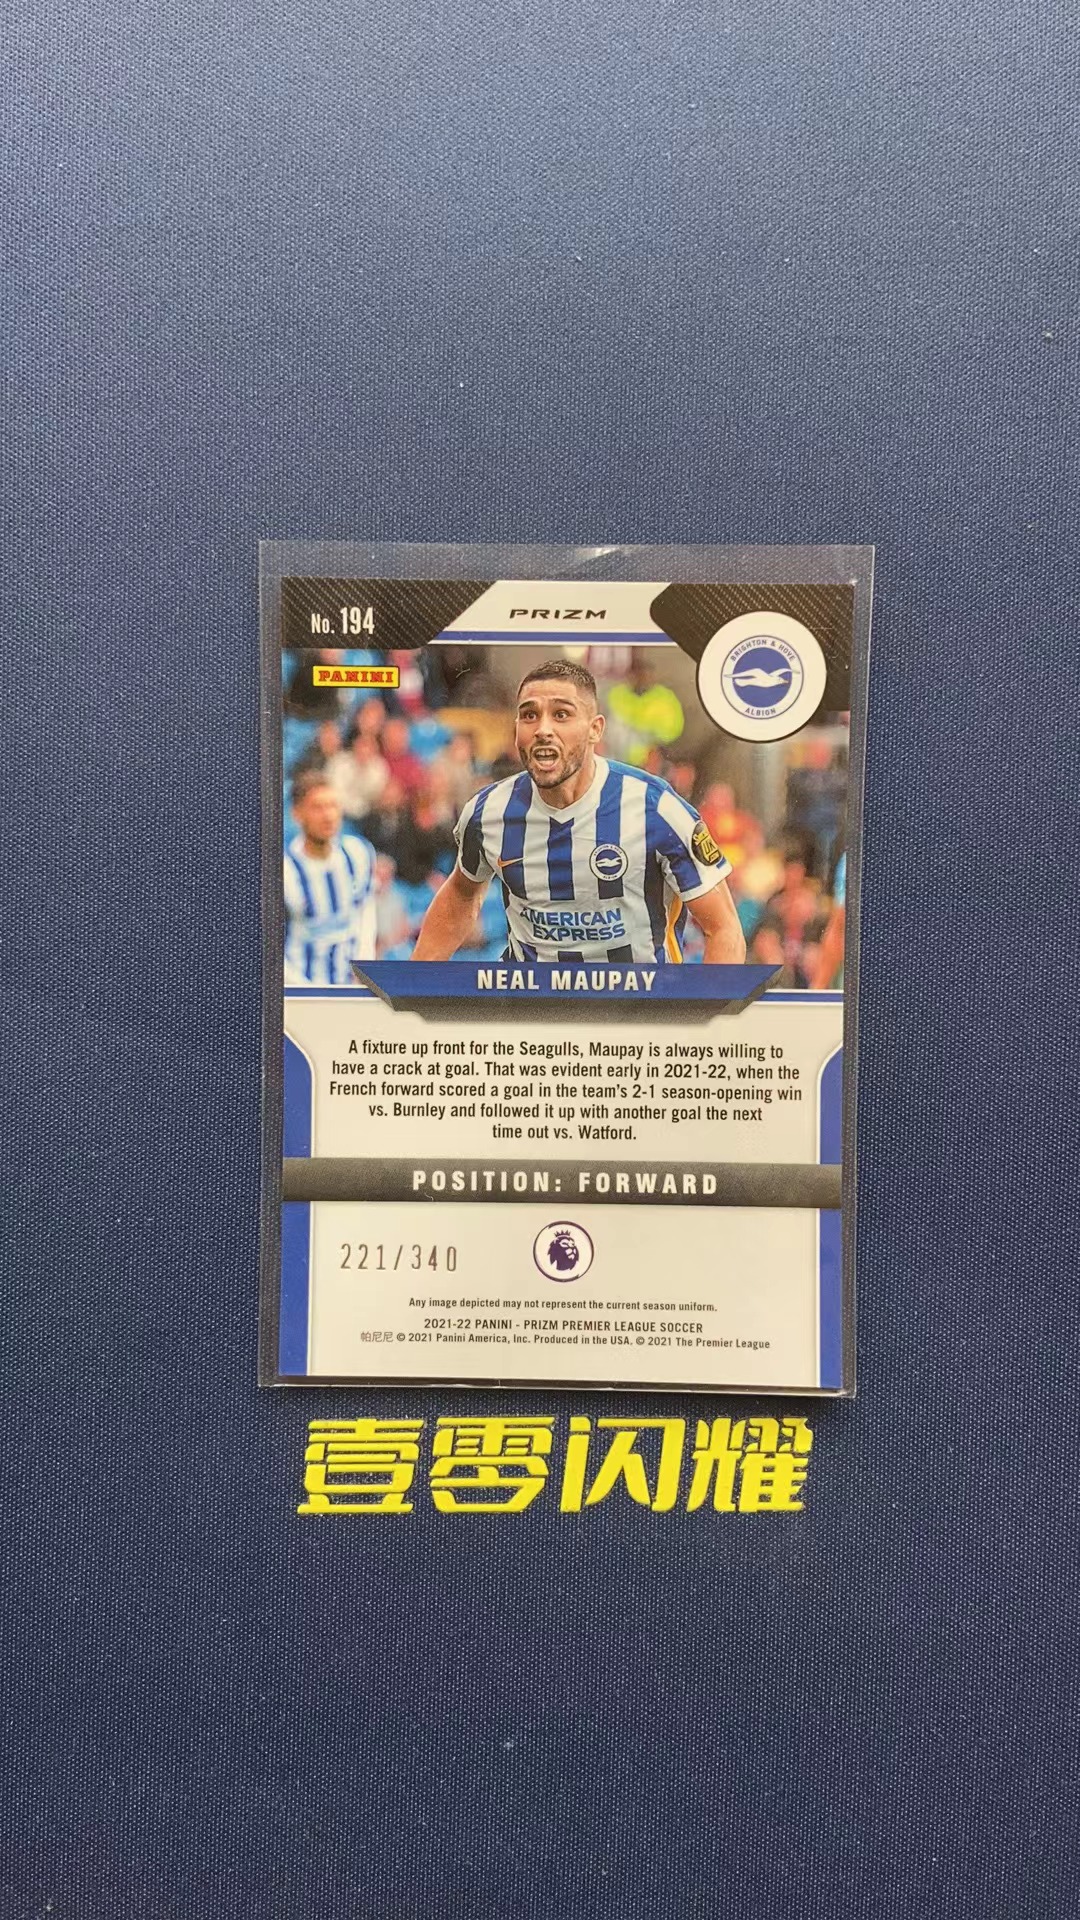 No. 194
PRIZM
PANINI
BRIGHTON & HOVE
ALBION
AMERICAN
EXPRESS
NEAL MAUPAY
A fixture up front for the Seagulls, Maupay is always willing to
have a crack at goal. That was evident early in 2021-22, when the
French forward scored a goal in the team's 2-1 season-opening win
vs. Burnley and followed it up with another goal the next
time out vs. Watford.
POSITION: FORWARD
221/340
Any image depicted may not represent the current season uniform.
2021-22 PANINI - PRIZM PREMIER LEAGUE SOCCER
帕尼尼 © 2021 Panini America, Inc. Produced in the USA. © 2021 The Premier League
壹零闪耀